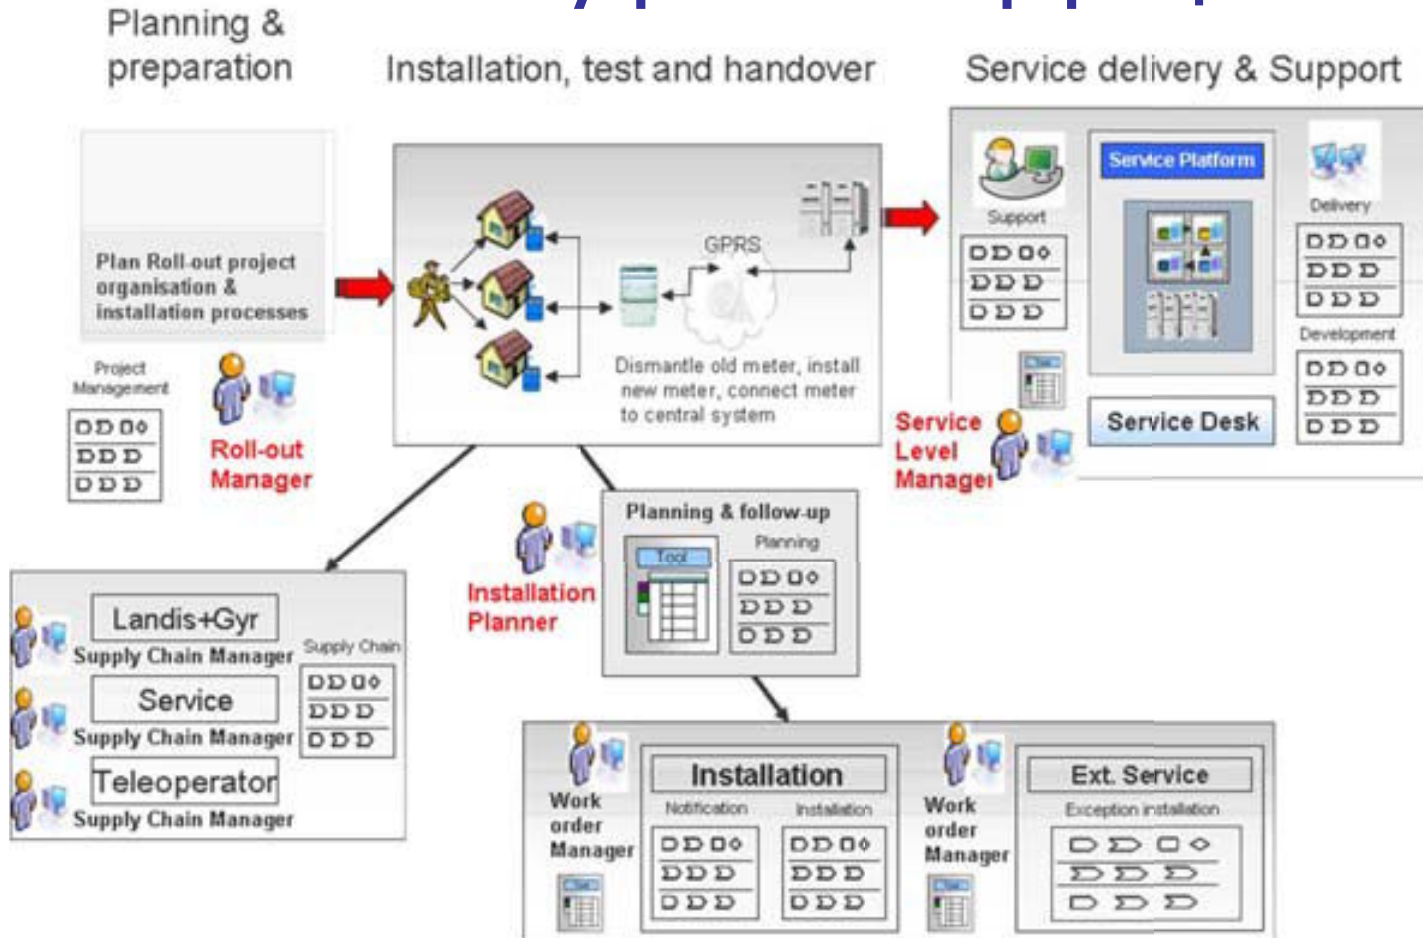 Planning &
preparation
Installation, test and handover
Service delivery & Support
Plan Roll-out project
organisation &
installation processes
Project
Management
Roll-out
Manager
GPRS
Dismantle old meter, install
new meter, connect meter
to central system
Support
Service Platform
Delivery
Development
Tool
Service Desk
Service
Level
Manager
Planning & follow-up
Tool
Planning
Installation
Planner
Landis+Gyr
Supply Chain Manager
Supply Chain
Service
Supply Chain Manager
Teleoperator
Supply Chain Manager
Work
order
Manager
Tool
Installation
Notification
Installation
Work
order
Manager
Tool
Ext. Service
Exception installation